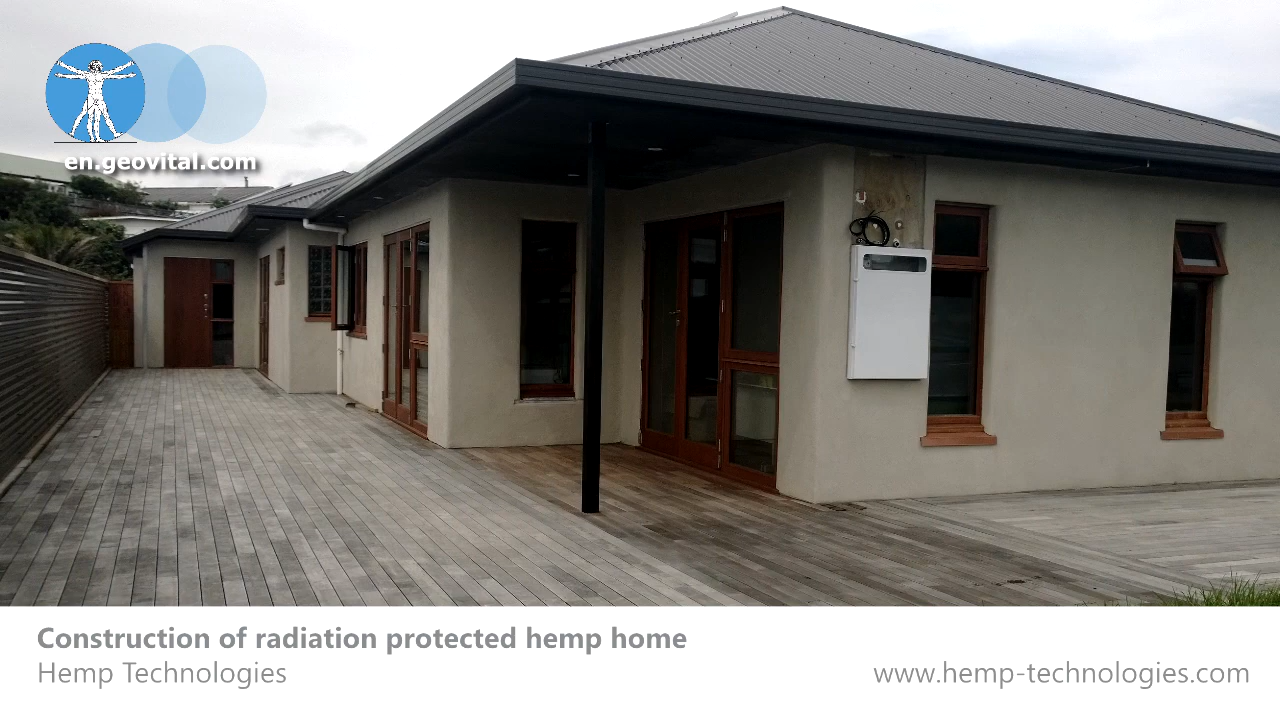 en.geovital.com
Construction of radiation protected hemp home
Hemp Technologies
www.hemp-technologies.com